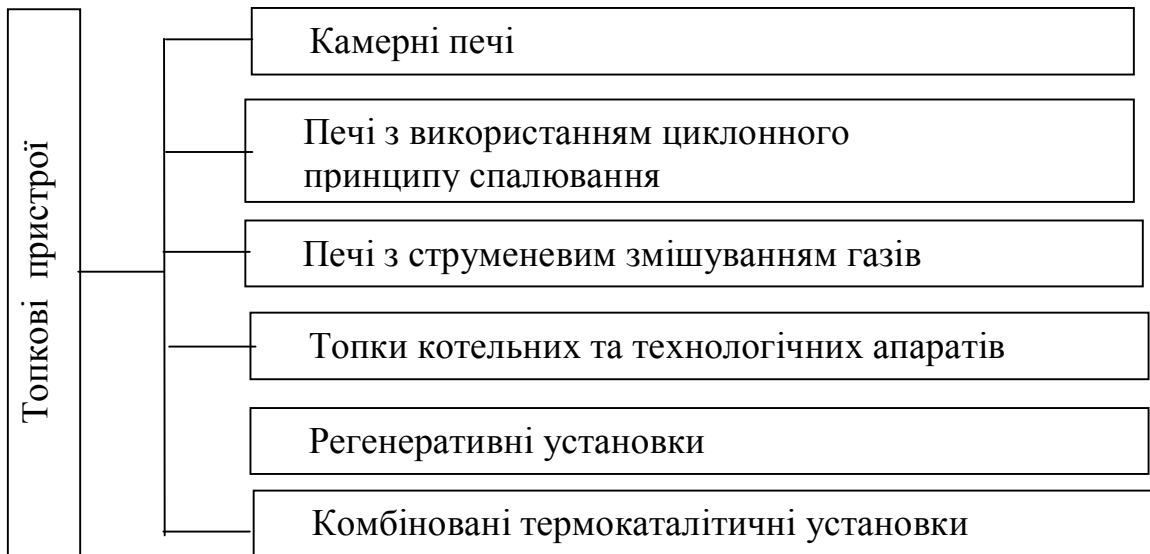 Топкові пристрої
Камерні печі
Печі з використанням циклонного
принципу спалювання
Печі з струменевим змішуванням газів
Топки котельних та технологічних апаратів
Регенеративні установки
Комбіновані термокаталітичні установки